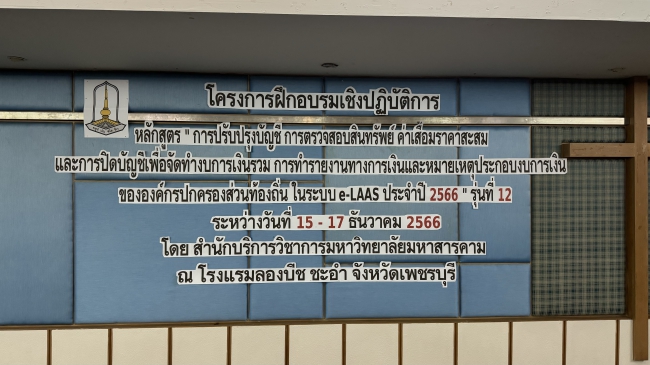 โครงการฝึกอบรมเชิงปฏิบัติการ
หลักสูตร " การปรับปรุงบัญชี การตรวจสอบสินทรัพย์ ค่าเสื่อมราคาสะสม
และการปิดบัญชีเพื่อจัดทำงบการเงินรวม การทำรายงานทางการเงินและหมายเหตุประกอบงบการเงิน
ขององค์กรปกครองส่วนท้องถิ่น ในระบบ e-LAAS ประจำปี 2566 " รุ่นที่ 12
ระหว่างวันที่ 15 - 17 ธันวาคม 2566
โดย สำนักบริการวิชาการมหาวิทยาลัยมหาสารคาม
ณ โรงแรมลองบีช ชะอำ จังหวัดเพชรบุรี